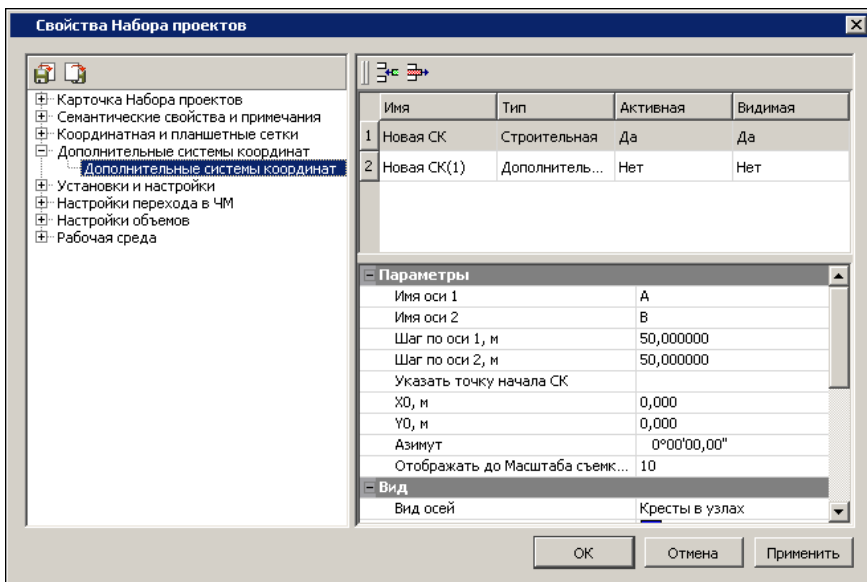 Свойства Набора проектов
Карточка Набора проектов
Семантические свойства и примечания
Координатная и планшетные сетки
Дополнительные системы координат
Дополнительные системы координат
Установки и настройки
Настройки перехода в ЧМ
Настройки объемов
Рабочая среда
Имя Тип Активная Видимая
1 Новая СК Строительная Да Да
2 Новая СК(1) Дополнитель... Нет Нет
Параметры
Имя оси 1 А
Имя оси 2 В
Шаг по оси 1, м 50,000000
Шаг по оси 2, м 50,000000
Указать точку начала СК
X0, м 0,000
Y0, м 0,000
Азимут 0°00'00,00"
Отображать до Масштаба съемк... 10
Вид
Вид осей Кресты в узлах
ОК Отмена Применить